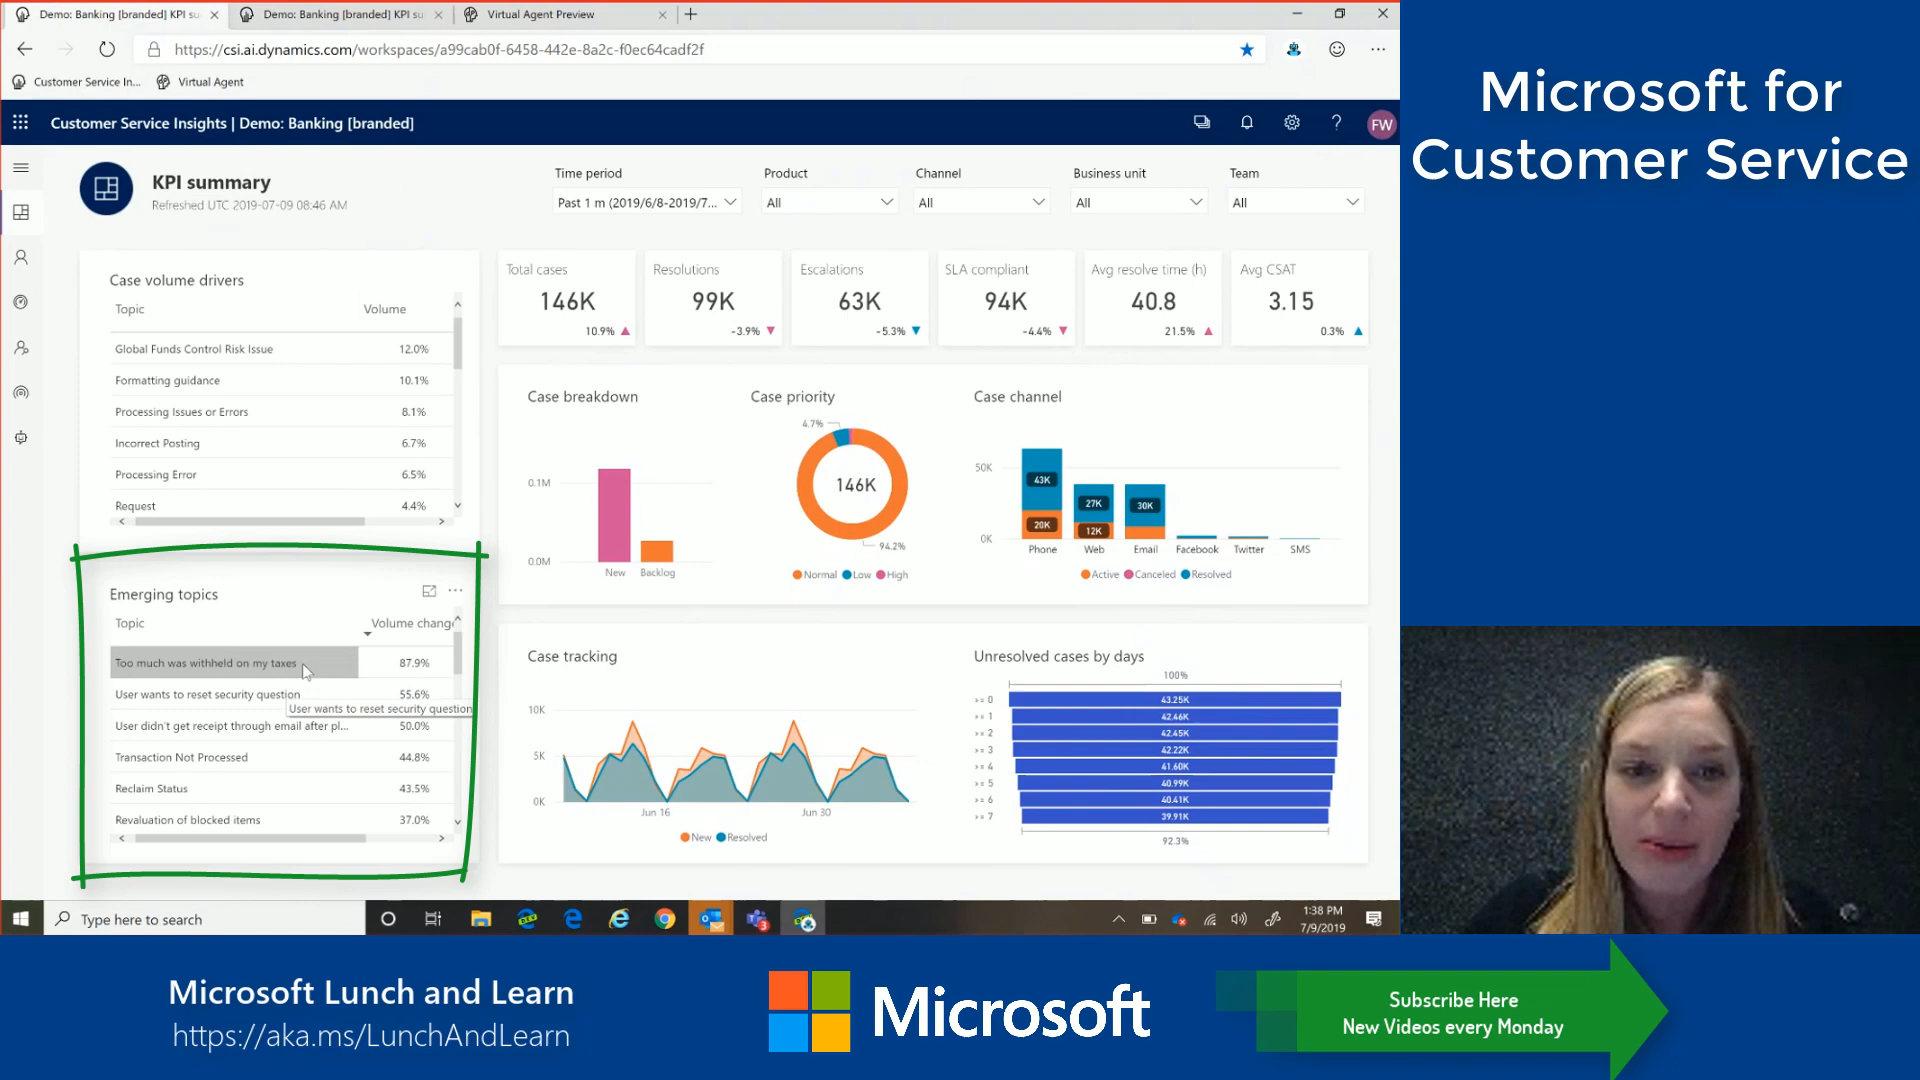 Demo: Banking [branded] KPI su
Demo: Banking [branded] KPI su
Virtual Agent Preview
https://csi.ai.dynamics.com/workspaces/a99cab0f-6458-442e-8a2c-f0ec64cadf2f
Customer Service In...
Virtual Agent
Customer Service Insights | Demo: Banking [branded]
FW
KPI summary
Refreshed UTC 2019-07-09 08:46 AM
Time period
Past 1 m (2019/6/8-2019/7...
Product
All
Channel
All
Business unit
All
Team
All
Case volume drivers
Topic Volume
Global Funds Control Risk Issue 12.0%
Formatting guidance 10.1%
Processing Issues or Errors 8.1%
Incorrect Posting 6.7%
Processing Error 6.5%
Request 4.4%
Total cases
146K
10.9%
Resolutions
99K
-3.9%
Escalations
63K
-5.3%
SLA compliant
94K
-4.4%
Avg resolve time (h)
40.8
21.5%
Avg CSAT
3.15
0.3%
Case breakdown
0.1M
0.0M
New Backlog
Case priority
4.7%
146K
94.2%
Normal Low High
Case channel
50K
0K
43K
20K
27K
12K
30K
Phone Web Email Facebook Twitter SMS
Active Canceled Resolved
Emerging topics
Topic Volume change
Too much was withheld on my taxes 87.9%
User wants to reset security question 55.6%
User wants to reset security question
User didn't get receipt through email after pl... 50.0%
Transaction Not Processed 44.8%
Reclaim Status 43.5%
Revaluation of blocked items 37.0%
Case tracking
10K
5K
0K
Jun 16 Jun 30
New Resolved
Unresolved cases by days
100%
>= 0 43.25K
>= 1 42.46K
>= 2 42.45K
>= 3 42.22K
>= 4 41.60K
>= 5 40.99K
>= 6 40.41K
>= 7 39.91K
92.3%
Type here to search
DEV
3
1:38 PM
7/9/2019
Microsoft for
Customer Service
Microsoft Lunch and Learn
https://aka.ms/LunchAndLearn
Microsoft
Subscribe Here
New Videos every Monday